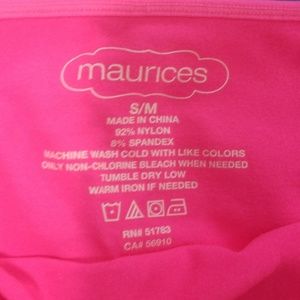 maurices
S/M
MADE IN CHINA
92% NYLON
8% SPANDEX
MACHINE WASH COLD WITH LIKE COLORS
ONLY NON-CHLORINE BLEACH WHEN NEEDED
TUMBLE DRY LOW
WARM IRON IF NEEDED
RN# 51783
CA# 56910